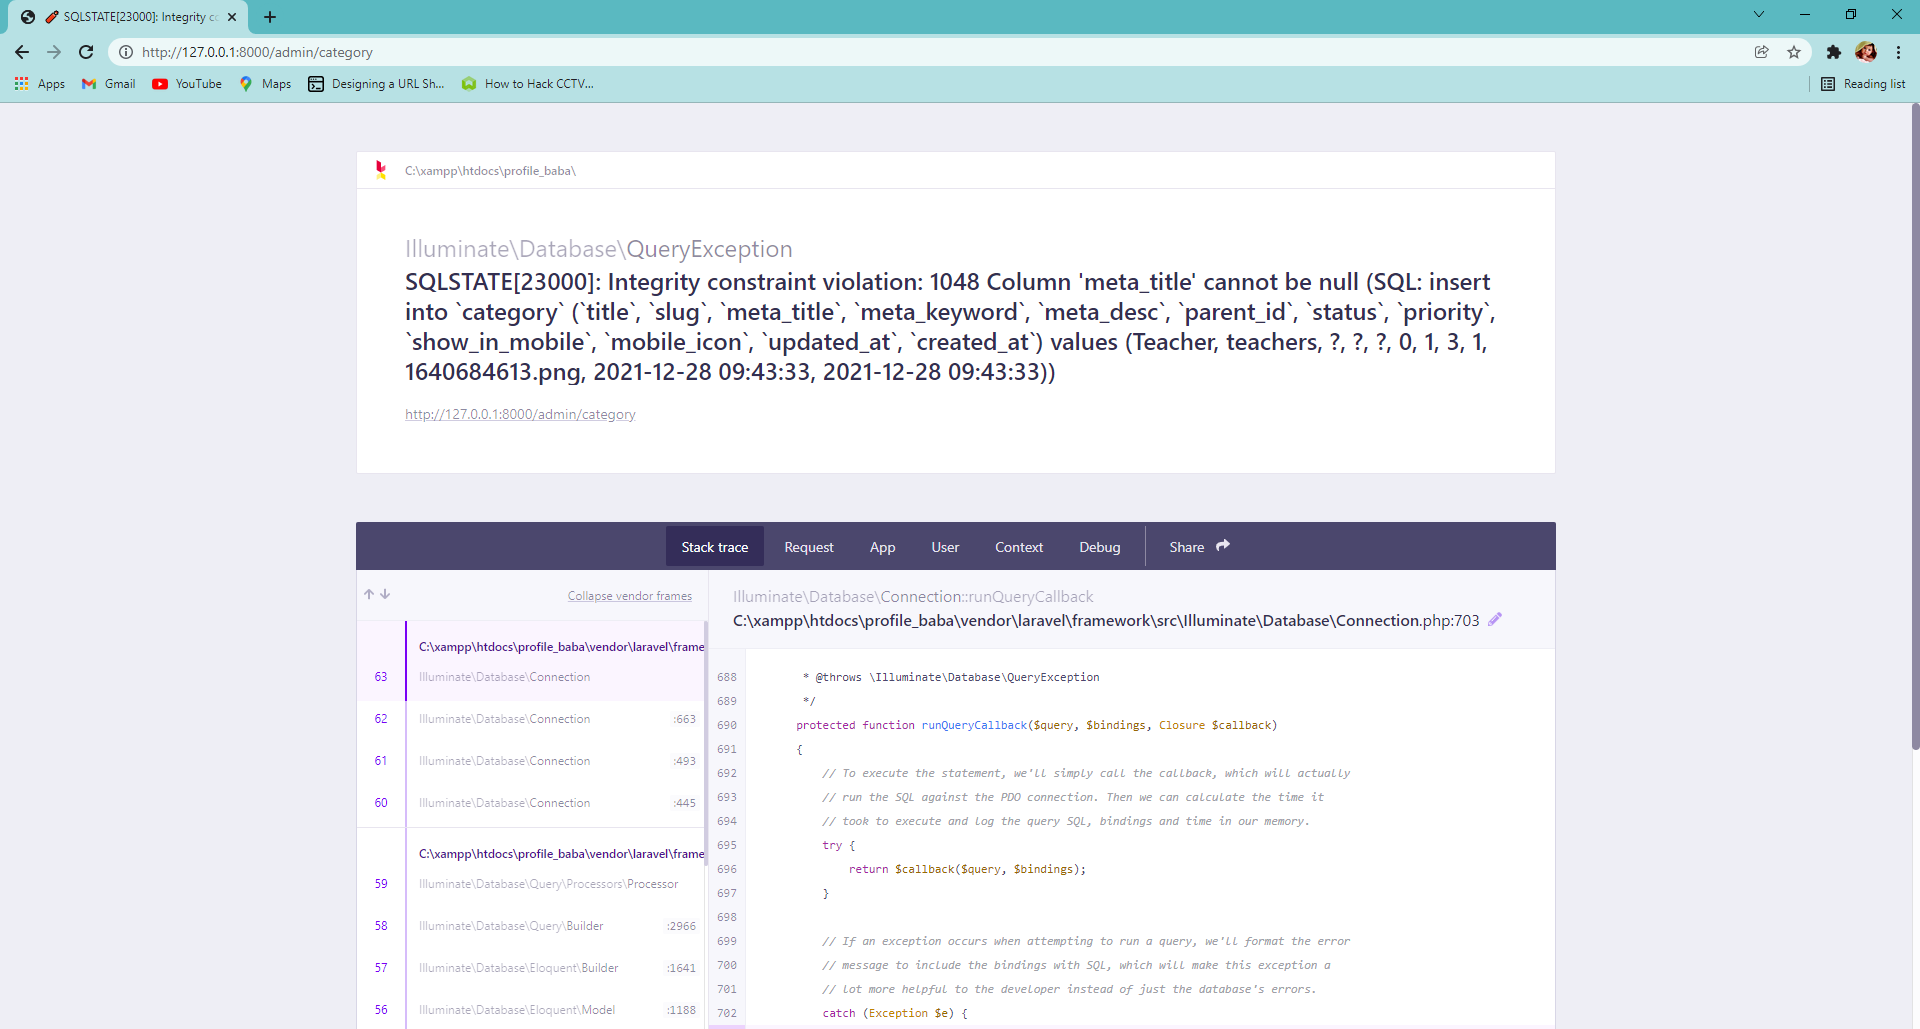 SQLSTATE[23000]: Integrity co
http://127.0.0.1:8000/admin/category
Apps
Gmail
YouTube
Maps
Designing a URL Sh...
How to Hack CCTV...
Reading list
C:\xampp\htdocs\profile_baba\
Illuminate\Database\QueryException
SQLSTATE[23000]: Integrity constraint violation: 1048 Column 'meta_title' cannot be null (SQL: insert
into `category` (`title`, `slug`, `meta_title`, `meta_keyword`, `meta_desc`, `parent_id`, `status`, `priority`,
`show_in_mobile`, `mobile_icon`, `updated_at`, `created_at`) values (Teacher, teachers, ?, ?, ?, 0, 1, 3, 1,
1640684613.png, 2021-12-28 09:43:33, 2021-12-28 09:43:33))
http://127.0.0.1:8000/admin/category
Stack trace
Request
App
User
Context
Debug
Share
Collapse vendor frames
C:\xampp\htdocs\profile_baba\vendor\laravel\frame
63 Illuminate\Database\Connection
62 Illuminate\Database\Connection :663
61 Illuminate\Database\Connection :493
60 Illuminate\Database\Connection :445
C:\xampp\htdocs\profile_baba\vendor\laravel\frame
59 Illuminate\Database\Query\Processors\Processor
58 Illuminate\Database\Query\Builder :2966
57 Illuminate\Database\Eloquent\Builder :1641
56 Illuminate\Database\Eloquent\Model :1188
Illuminate\Database\Connection::runQueryCallback
C:\xampp\htdocs\profile_baba\vendor\laravel\framework\src\Illuminate\Database\Connection.php:703
688 * @throws \Illuminate\Database\QueryException
689 */
690 protected function runQueryCallback($query, $bindings, Closure $callback)
691 {
692 // To execute the statement, we'll simply call the callback, which will actually
693 // run the SQL against the PDO connection. Then we can calculate the time it
694 // took to execute and log the query SQL, bindings and time in our memory.
695 try {
696 return $callback($query, $bindings);
697 }
698
699 // If an exception occurs when attempting to run a query, we'll format the error
700 // message to include the bindings with SQL, which will make this exception a
701 // lot more helpful to the developer instead of just the database's errors.
702 catch (Exception $e) {